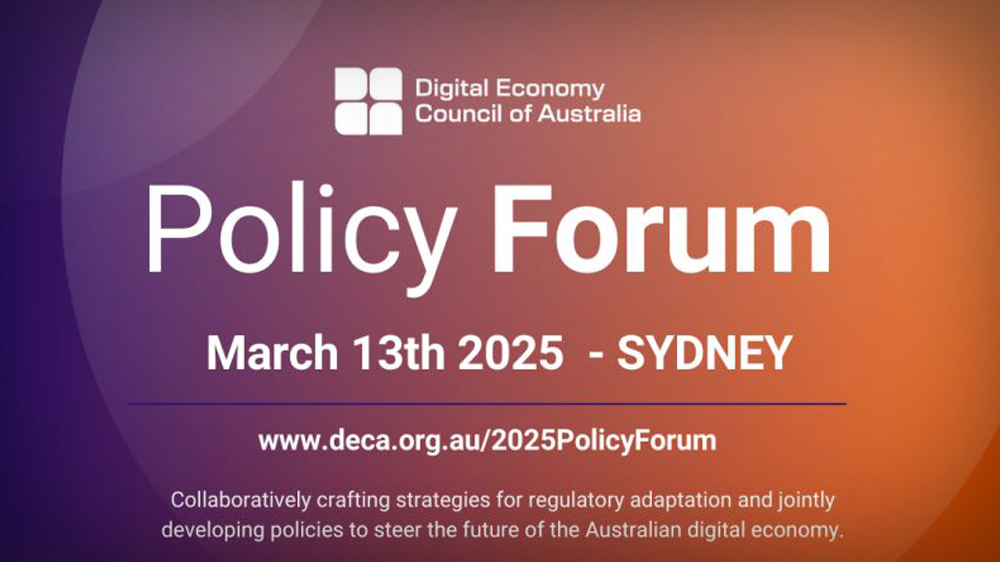 Digital Economy
Council of Australia
Policy Forum
March 13th 2025 - SYDNEY
www.deca.org.au/2025PolicyForum
Collaboratively crafting strategies for regulatory adaptation and jointly
developing policies to steer the future of the Australian digital economy.